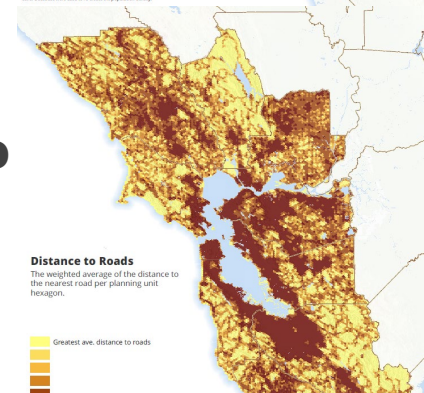 Distance to Roads
The weighted average of the distance to
the nearest road per planning unit
hexagon.
Greatest ave. distance to roads